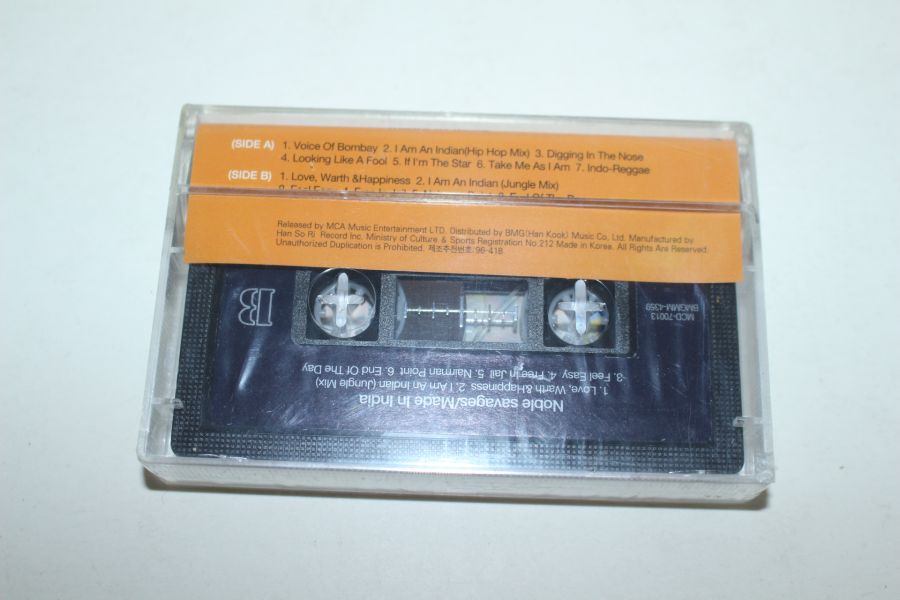 (SIDE A) 1. Voice Of Bombay 2. I Am An Indian(Hip Hop Mix) 3. Digging In The Nose
4. Looking Like A Fool 5. If I'm The Star 6. Take Me As I Am 7. Indo-Reggae
(SIDE B) 1. Love, Warth &Happiness 2. I Am An Indian (Jungle Mix)
Released by MCA Music Entertainment LTD. Distributed by BMG(Han Kook) Music Co, Ltd. Manufactured by
Han So Ri Record Inc. Ministry of Culture & Sports Registration No.212 Made in Korea. All Rights Are Reserved.
Unauthorized Duplication is Prohibited. 제조추천번호: 96-418.
B
MCD-70013
BMGMM-4359
Noble savages/Made In India
1. Love, Warth &Happiness 2. I Am An Indian (Jungle Mix)
3. Feel Easy 4. Free In Jail 5. Nariman Point 6. End Of The Day